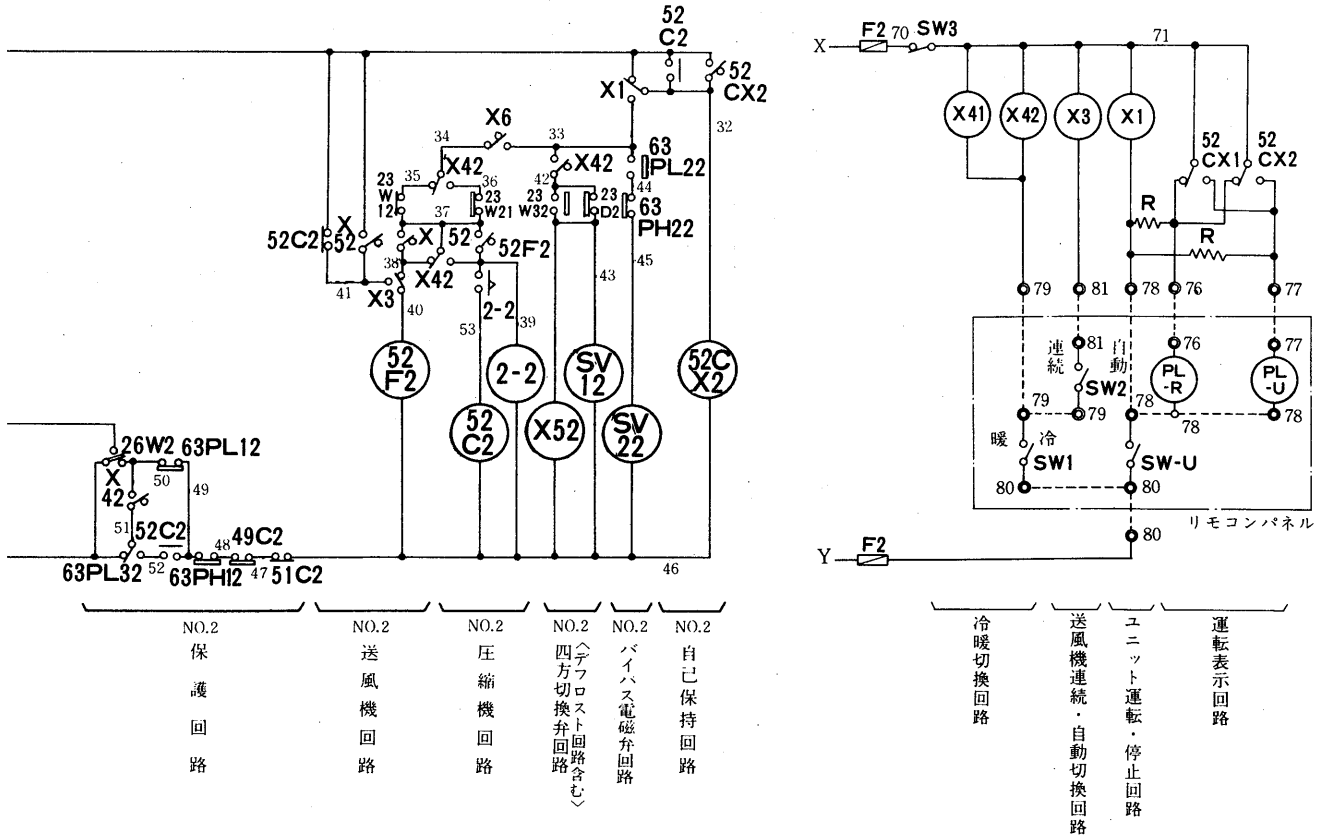 52
C2
52
CX2
X1
32
X6
34
33
X42
X42
63
PL22
35
36
42
44
23
W
12
23
W21
23
W32
23
D2
63
PH22
37
52C2
X
52
X
52
52F2
38
X42
41
X3
40
2-2
53
39
43
45
52
F2
2-2
SV
12
52C
X2
52
C2
X52
SV
22
26W2
63PL12
X
42
50
49
51
52C2
63PL32
52
63PH12
48
49C2
47
51C2
46
NO.2
保護回路
NO.2
送風機回路
NO.2
圧縮機回路
NO.2
四方切換弁回路
〈デフロスト回路含む〉
NO.2
バイパス電磁弁回路
NO.2
自己保持回路
X
F2
70
SW3
71
X41
X42
X3
X1
52
CX1
52
CX2
R
R
79
81
78
76
77
連続
81
自動
76
77
SW2
PL
-R
PL
-U
79
79
78
78
78
暖
冷
SW1
SW-U
80
80
リモコンパネル
80
Y
F2
冷暖切換回路
送風機連続・自動切換回路
ユニット運転・停止回路
運転表示回路